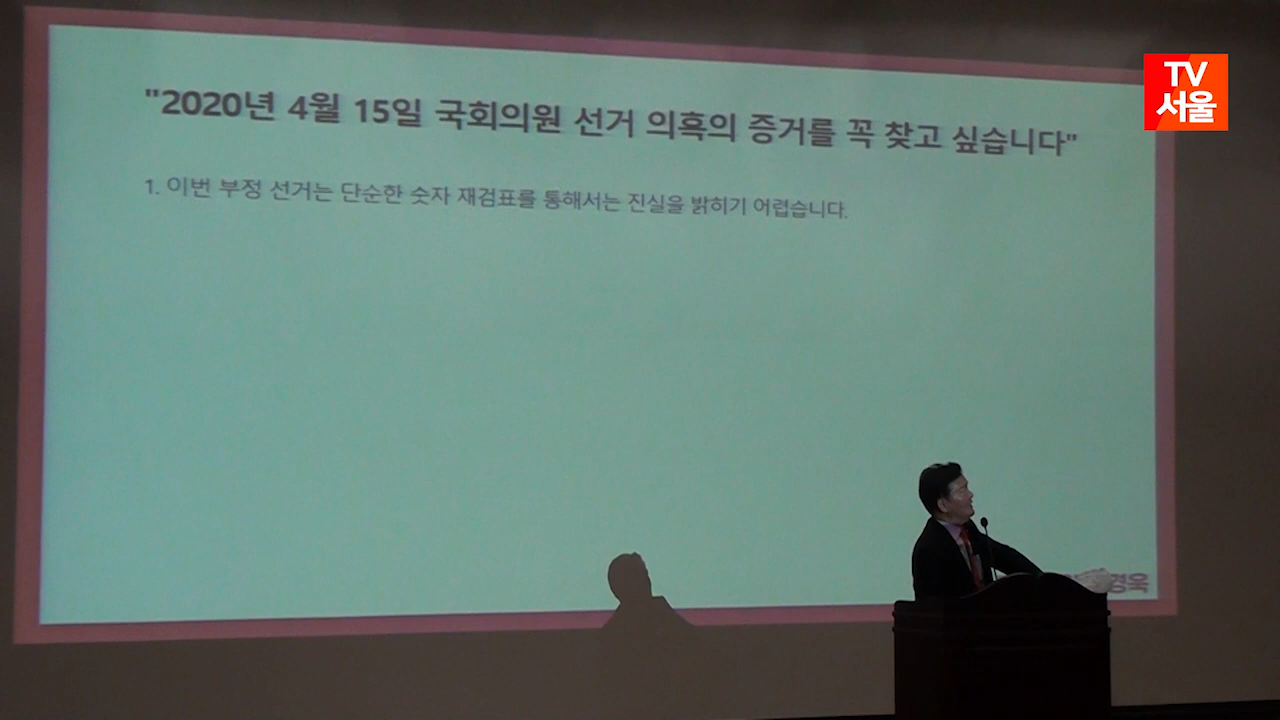 TV
서울
"2020년 4월 15일 국회의원 선거 의혹의 증거를 꼭 찾고 싶습니다"
1. 이번 부정 선거는 단순한 숫자 재검표를 통해서는 진실을 밝히기 어렵습니다.
경욱